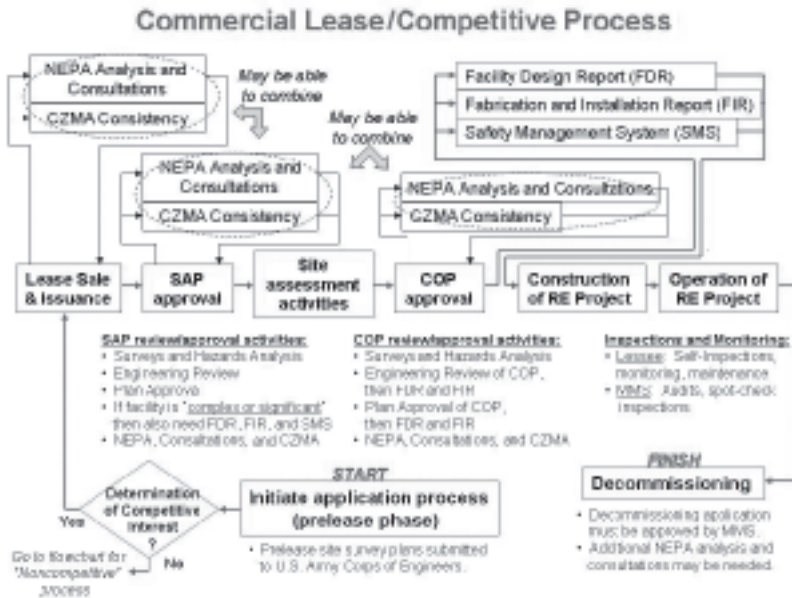 Commercial Lease/Competitive Process
NEPA Analysis and
Consultations
CZMA Consistency
May be able
to combine
May be able
to combine
Facility Design Report (FDR)
Fabrication and Installation Report (FIR)
Safety Management System (SMS)
NEPA Analysis and
Consultations
CZMA Consistency
NEPA Analysis and Consultations
CZMA Consistency
Lease Sale
& Issuance
SAP
approval
Site
assessment
activities
COP
approval
Construction
of RE Project
Operation of
RE Project
SAP review/approval activities:
• Surveys and Hazards Analysis
• Engineering Review
• Plan Approva
• If facility is "complex or significant"
then also need FDR, FIR, and SMS
• NEPA, Consultations, and CZMA
COP review/approval activities:
• Surveys and Hazards Analysis
• Engineering Review of COP,
then FDR and FIR
• Plan Approval of COP,
then FDR and FIR
• NEPA, Consultations, and CZMA
Inspections and Monitoring:
• Lessee: Self-Inspections,
monitoring, maintenance
• MMS: Audits, spot-check
inspections
START
Initiate application process
(prelease phase)
• Prelease site survey plans submitted
to U.S. Army Corps of Engineers.
Determination
of Competitive
Interest
?
Yes
No
Go to flowchart for
"Noncompetitive"
process
FINISH
Decommissioning
• Decommissioning application
must be approved by MMS.
• Additional NEPA analysis and
consultations may be needed.